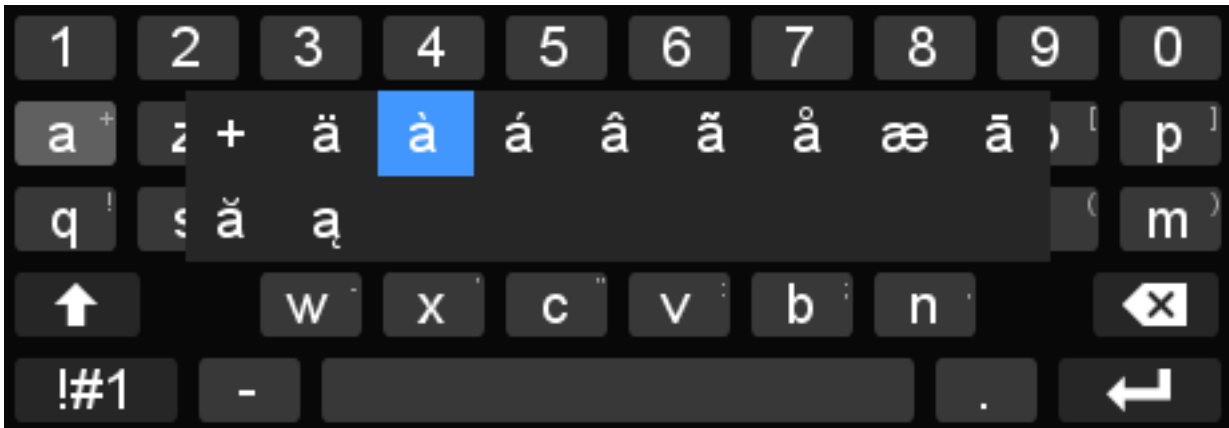 1 2 3 4 5 6 7 8 9 0
a + + ä à á â ã å æ ā [ p ]
q ! ă ą ( m )
w - x ' c " v : b ; n ,
!#1 - .